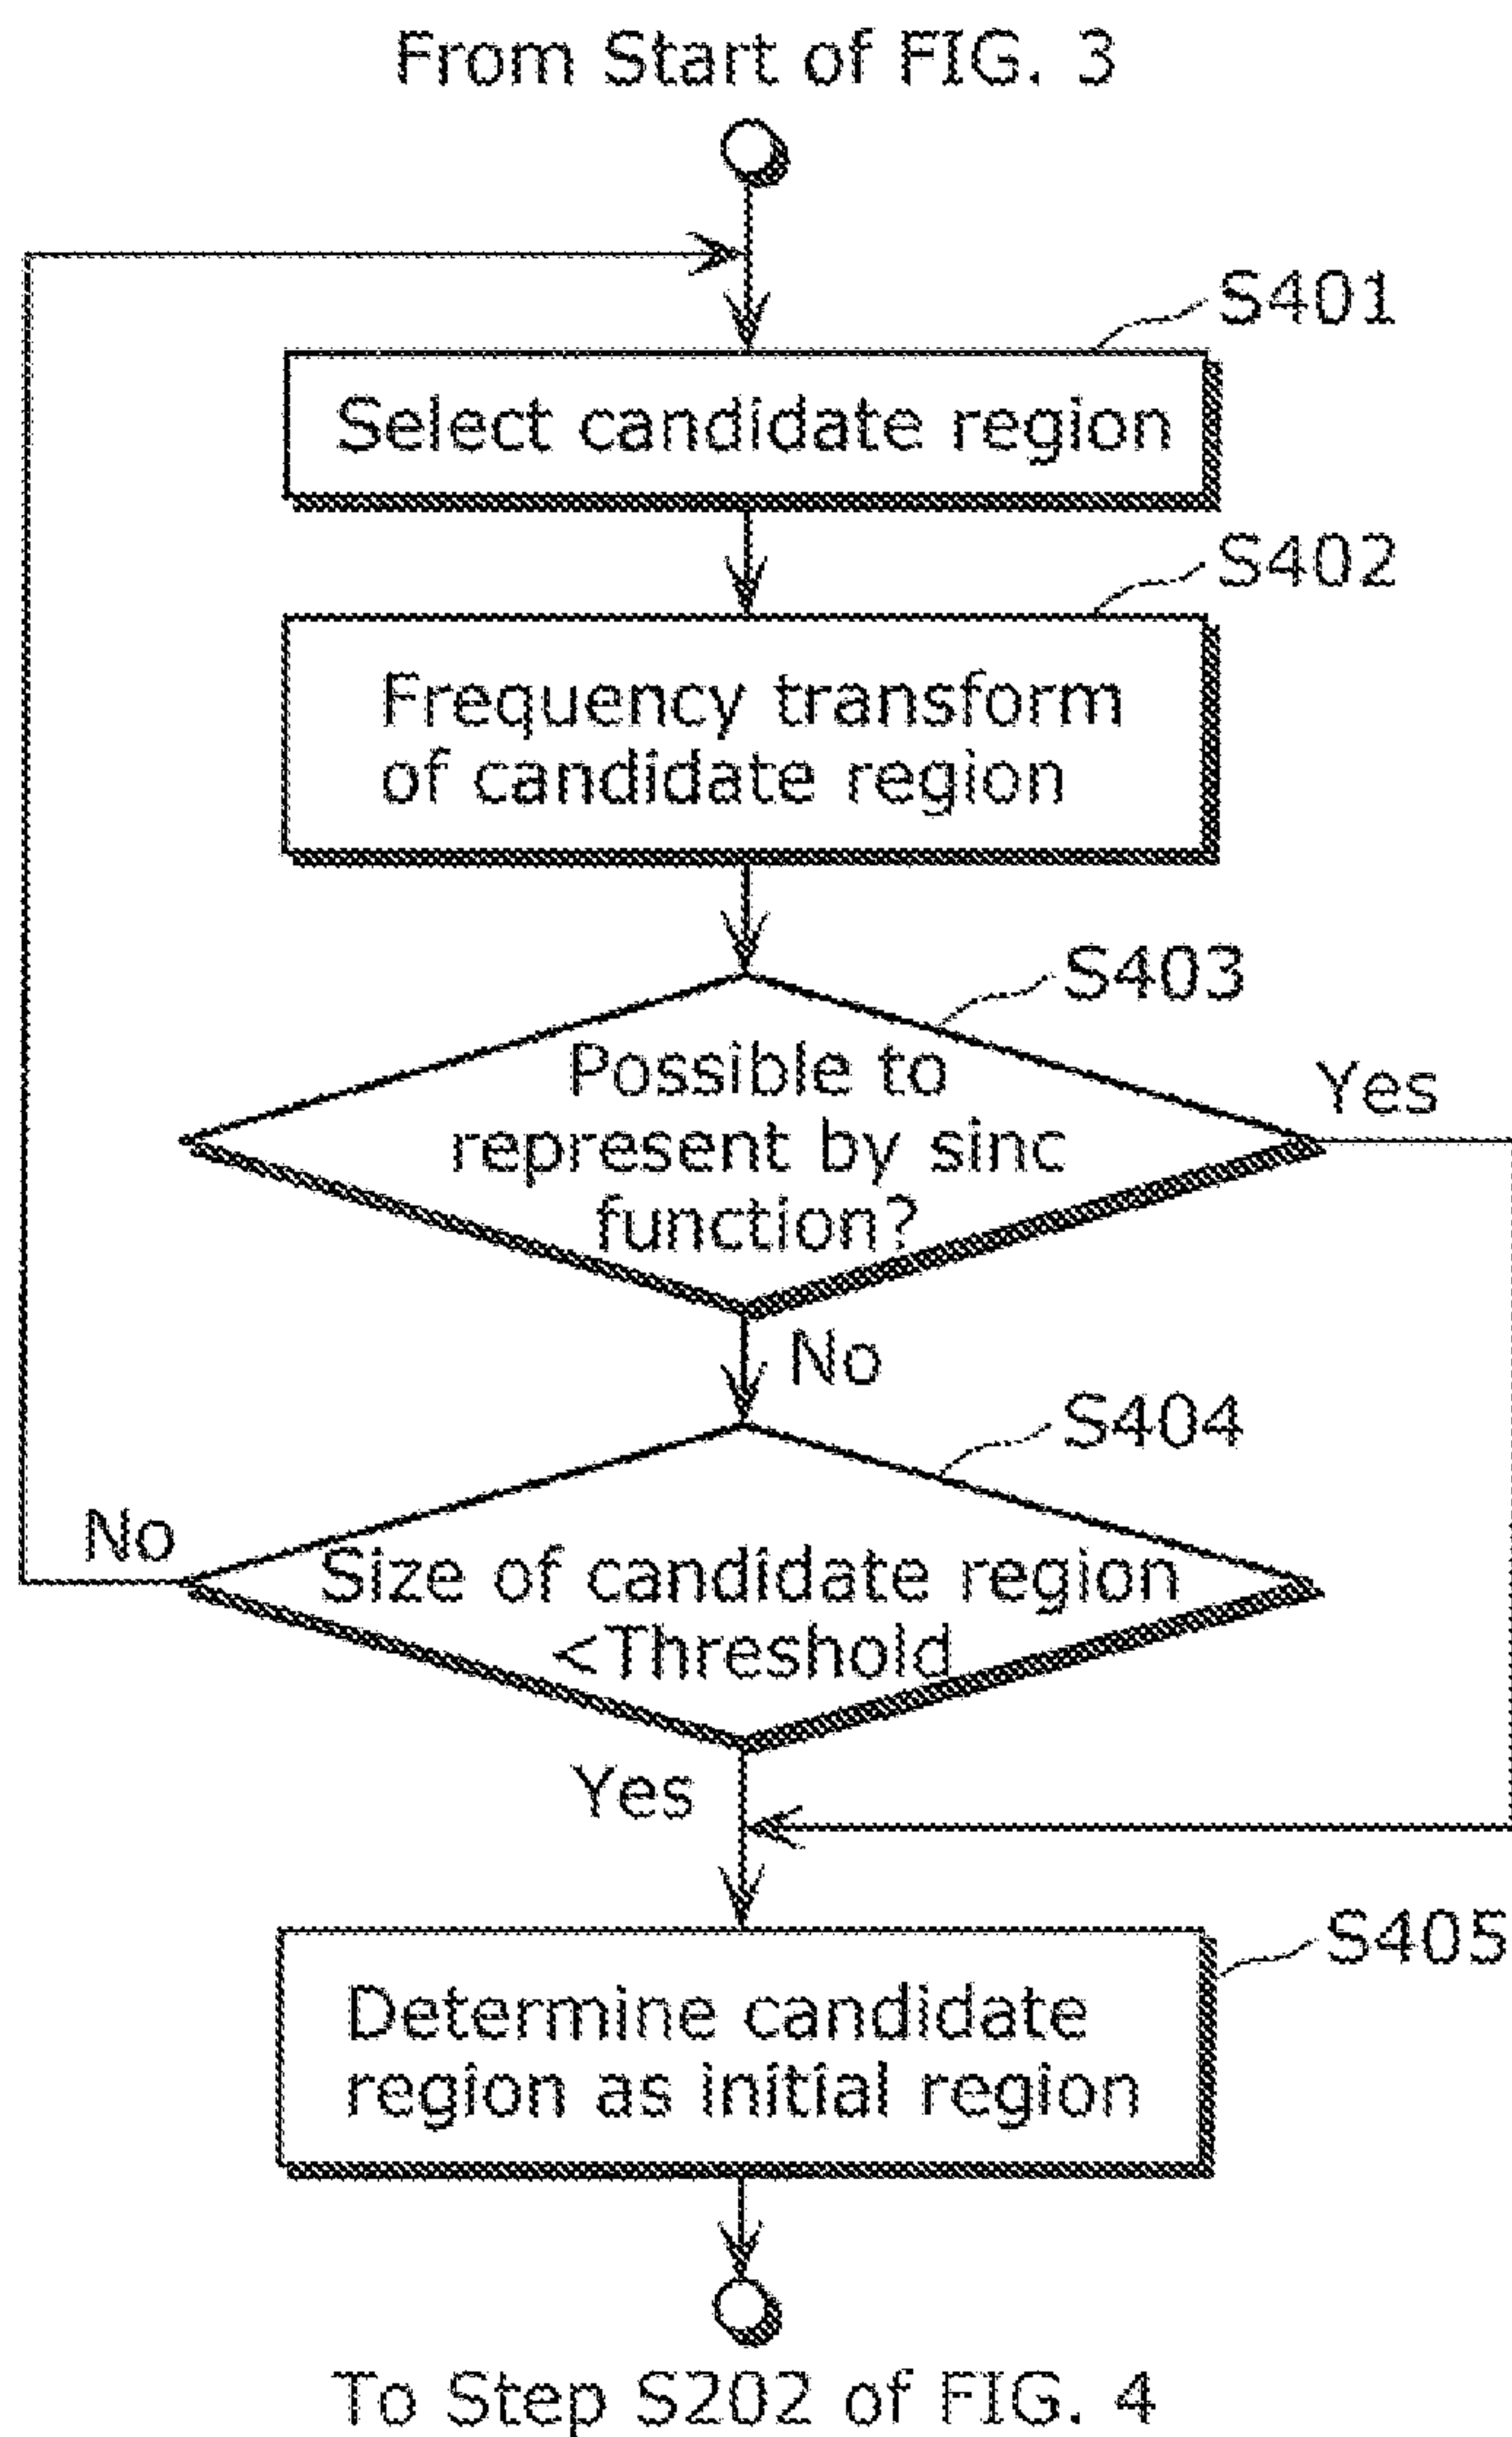 From Start of FIG. 3
S401
Select candidate region
S402
Frequency transform
of candidate region
S403
Possible to
represent by sinc
function?
Yes
No
S404
No
Size of candidate region
<Threshold
Yes
S405
Determine candidate
region as initial region
To Step S202 of FIG. 4